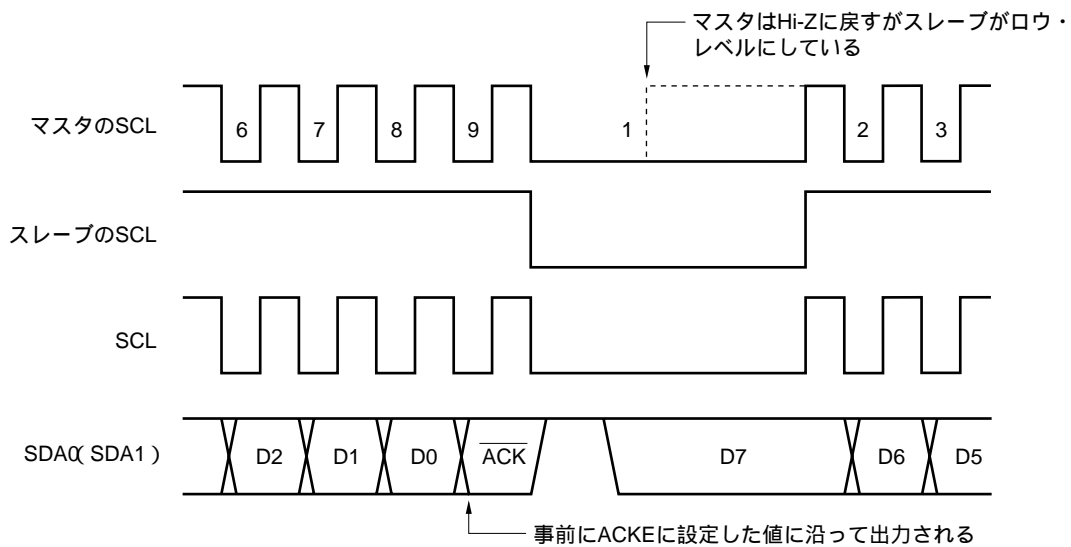 マスタはHi-Zに戻すがスレーブがロウ・
レベルにしている
マスタのSCL
6 7 8 9 1 2 3
スレーブのSCL
SCL
SDA0(SDA1)
D2 D1 D0 ACK D7 D6 D5
事前にACKEに設定した値に沿って出力される